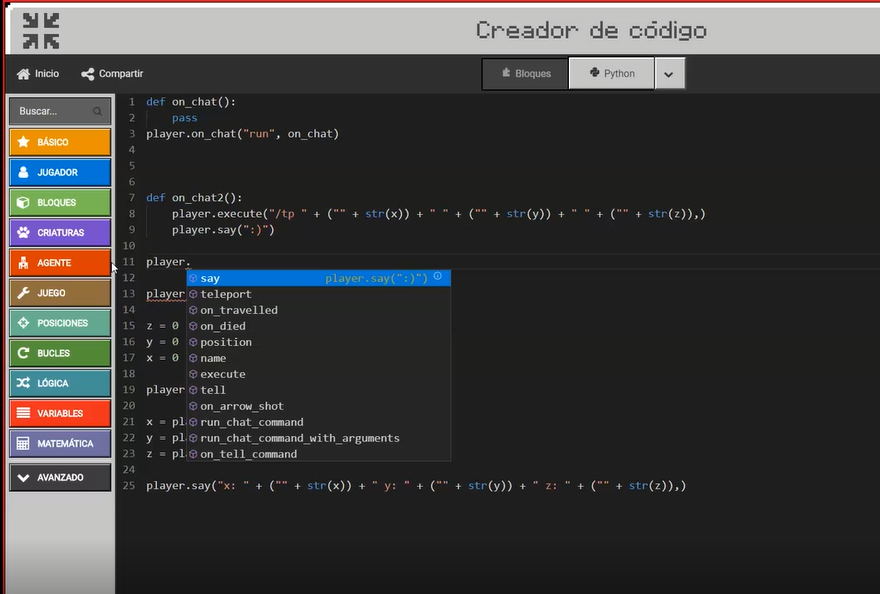 Creador de código
Inicio Compartir Bloques Python
Buscar...
BÁSICO
JUGADOR
BLOQUES
CRIATURAS
AGENTE
JUEGO
POSICIONES
BUCLES
LÓGICA
VARIABLES
MATEMÁTICA
AVANZADO
1 def on_chat():
2 pass
3 player.on_chat("run", on_chat)
4
5
6
7 def on_chat2():
8 player.execute("/tp " + ("" + str(x)) + " " + ("" + str(y)) + " " + ("" + str(z)),)
9 player.say(":)")
10
11 player.
12
13 player
14
15 z = 0
16 y = 0
17 x = 0
18
19 player
20
21 x = pl
22 y = pl
23 z = pl
24
25 player.say("x: " + ("" + str(x)) + " y: " + ("" + str(y)) + " z: " + ("" + str(z)),)
say player.say(":)")
teleport
on_travelled
on_died
position
name
execute
tell
on_arrow_shot
run_chat_command
run_chat_command_with_arguments
on_tell_command